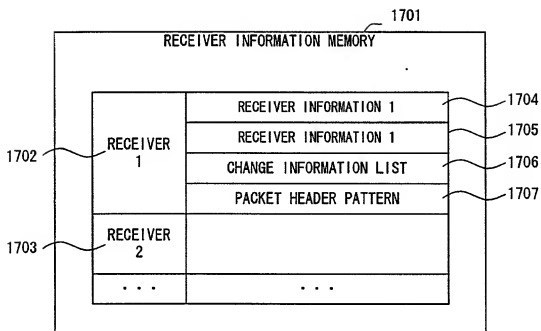 1701
RECEIVER INFORMATION MEMORY
RECEIVER INFORMATION 1
1704
RECEIVER INFORMATION 1
1705
1702
RECEIVER
1
CHANGE INFORMATION LIST
1706
PACKET HEADER PATTERN
1707
1703
RECEIVER
2
· · ·
· · ·